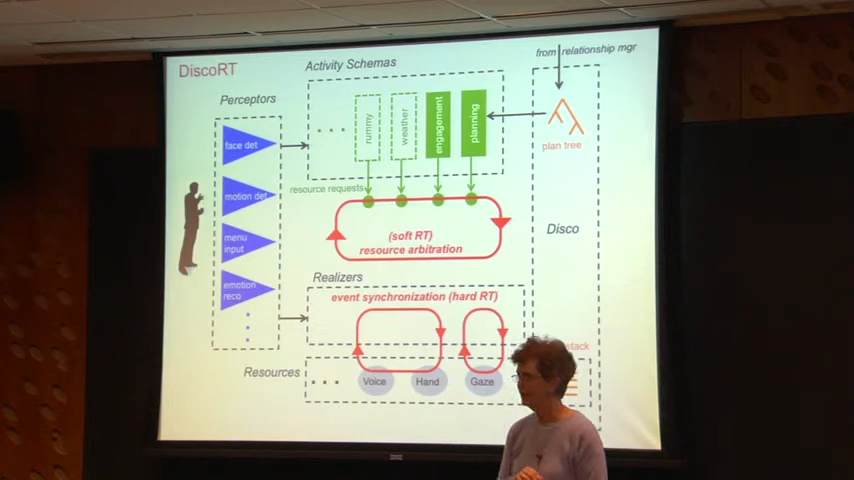 DiscoRT
Activity Schemas
from relationship mgr
Perceptors
face det
motion det
menu
input
emotion
reco
rummy
weather
engagement
planning
plan tree
resource requests
(soft RT)
resource arbitration
Disco
Realizers
event synchronization (hard RT)
Resources
Voice
Hand
Gaze
stack